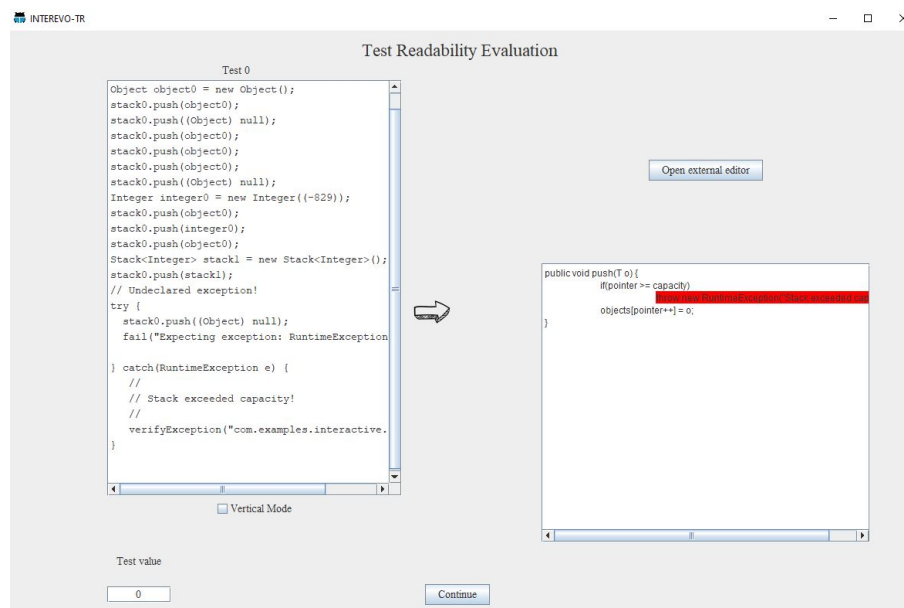 INTEREVO-TR
Test Readability Evaluation
Test 0
Object object0 = new Object();
stack0.push(object0);
stack0.push((Object) null);
stack0.push(object0);
stack0.push(object0);
stack0.push(object0);
stack0.push((Object) null);
Integer integer0 = new Integer((-829));
stack0.push(object0);
stack0.push(integer0);
stack0.push(object0);
Stack<Integer> stack1 = new Stack<Integer>();
stack0.push(stack1);
// Undeclared exception!
try {
stack0.push((Object) null);
fail("Expecting exception: RuntimeException
} catch(RuntimeException e) {
//
// Stack exceeded capacity!
//
verifyException("com.examples.interactive.
}
Vertical Mode
Test value
0
Continue
Open external editor
public void push(T o) {
if(pointer >= capacity)
throw new RuntimeException("Stack exceeded cap
objects[pointer++] = o;
}